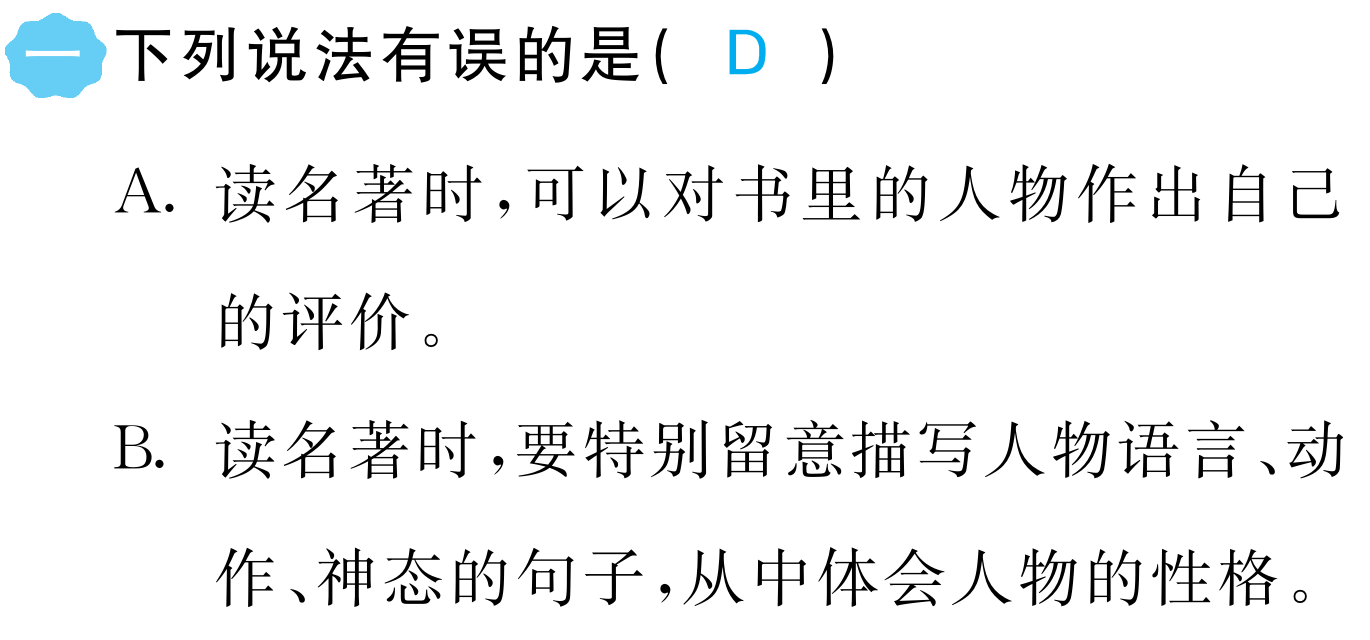 一 下列说法有误的是( D )
A. 读名著时,可以对书里的人物作出自己
的评价。
B. 读名著时,要特别留意描写人物语言、动
作、神态的句子,从中体会人物的性格。